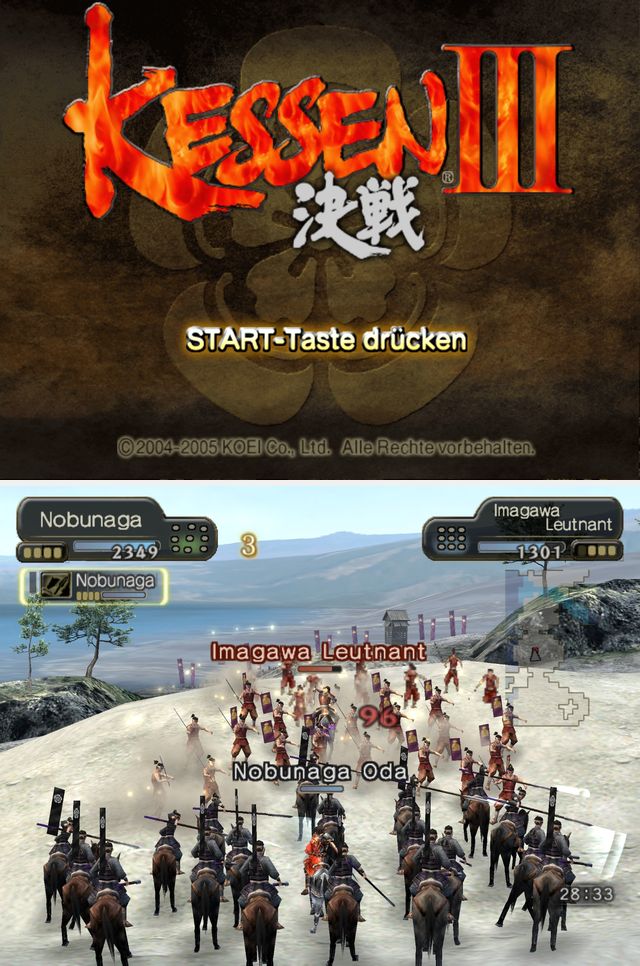 KESSEN III®
決戦
START-Taste drücken
©2004-2005 KOEI Co., Ltd. Alle Rechte vorbehalten.
Nobunaga
2349
3
Imagawa
Leutnant
1301
Nobunaga
Imagawa Leutnant
96
Nobunaga Oda
28:33